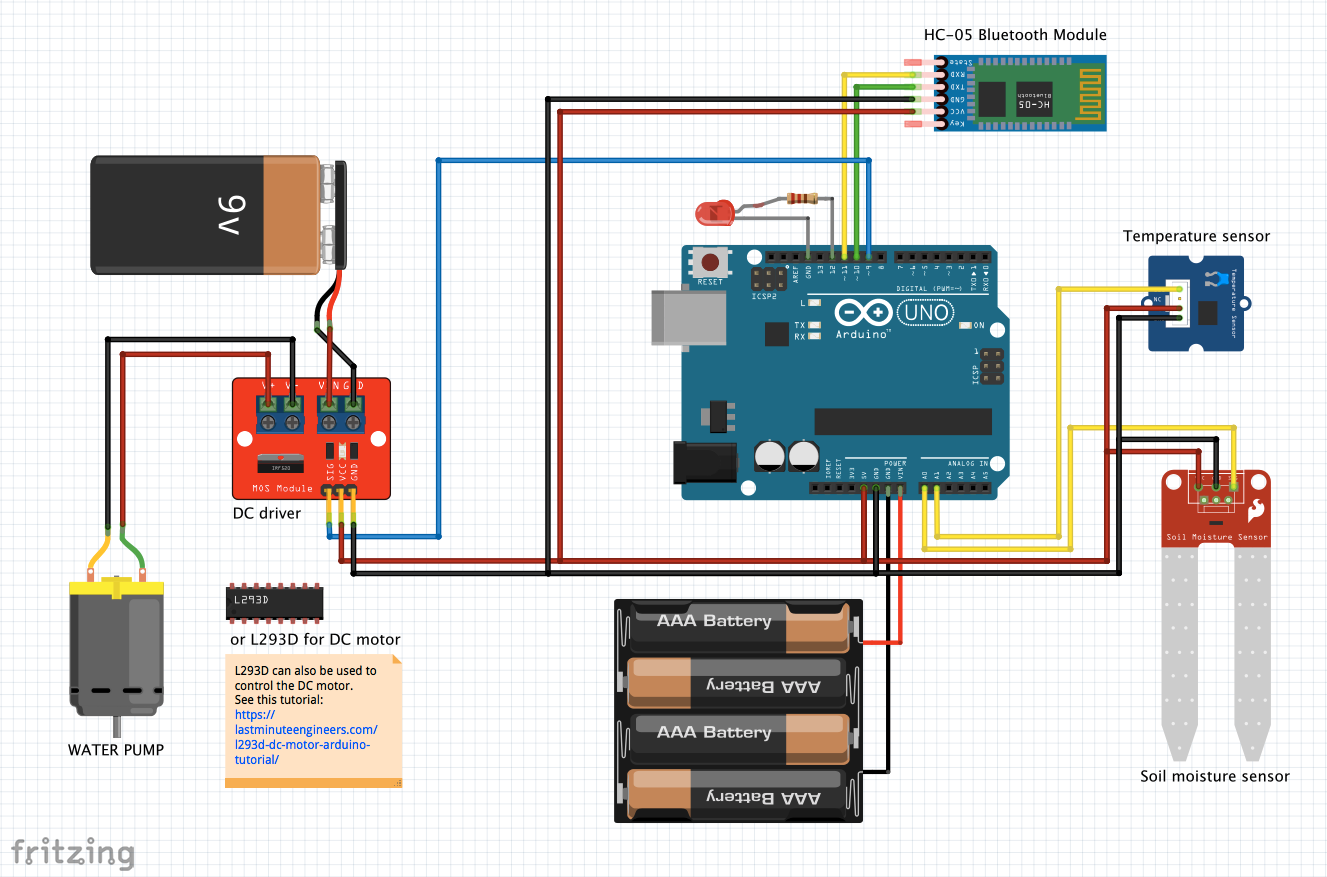 HC-05 Bluetooth Module
State
RXD
TXD
GND
VCC
Key
HC-05
Bluetooth
9v
Temperature sensor
NC
Temperature Sensor
RESET
ICSP2
AREF
GND
13
12
~11
~10
~9
8
7
~6
~5
4
~3
2
TX0▶1
RX0◀0
DIGITAL (PWM=~)
L
TX
RX
UNO
Arduino™
ON
1
ICSP
IOREF
RESET
3V3
5V
GND
GND
VIN
POWER
ANALOG IN
A0
A1
A2
A3
A4
A5
V+ V- VIN GND
IRF520
SIG
VCC
GND
MOS Module
DC driver
Soil Moisture Sensor
L293D
or L293D for DC motor
L293D can also be used to
control the DC motor.
See this tutorial:
https://
lastminuteengineers.com/
l293d-dc-motor-arduino-
tutorial/
WATER PUMP
AAA Battery
AAA Battery
AAA Battery
AAA Battery
Soil moisture sensor
fritzing